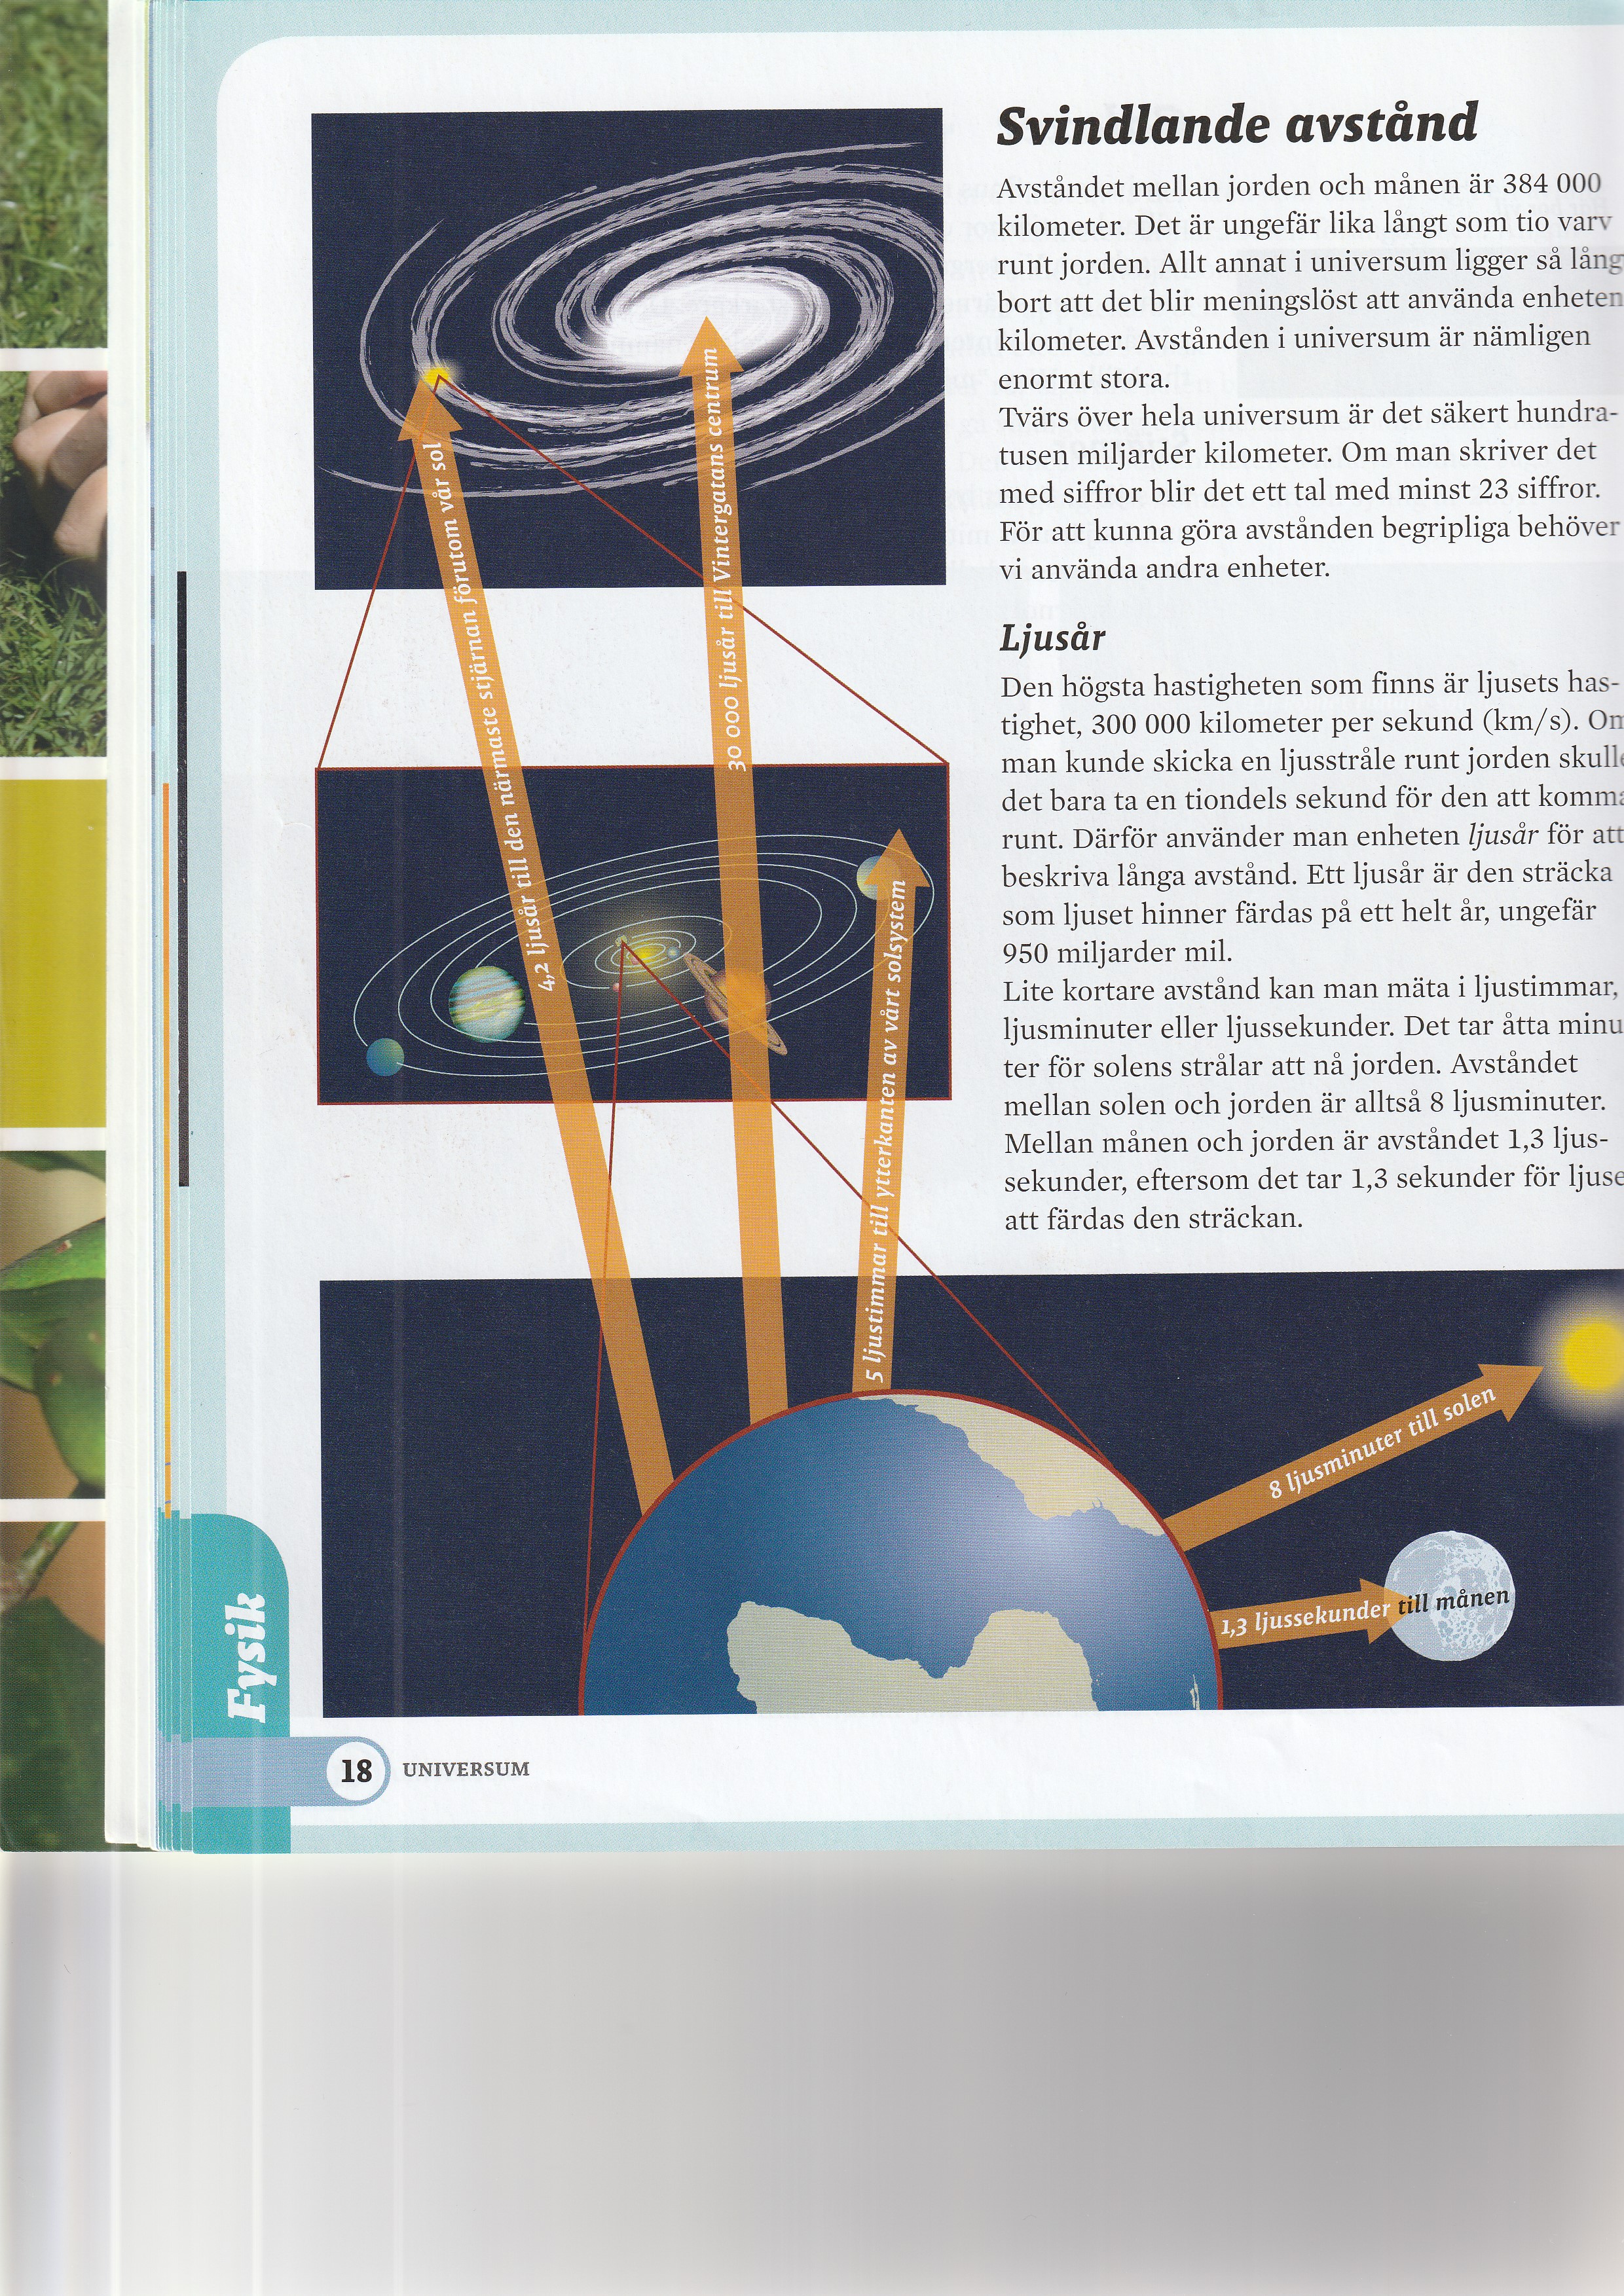 Svindlande avstånd
Avståndet mellan jorden och månen är 384 000
kilometer. Det är ungefär lika långt som tio varv
runt jorden. Allt annat i universum ligger så lång
bort att det blir meningslöst att använda enheten
kilometer. Avstånden i universum är nämligen
enormt stora.
Tvärs över hela universum är det säkert hundra-
tusen miljarder kilometer. Om man skriver det
med siffror blir det ett tal med minst 23 siffror.
För att kunna göra avstånden begripliga behöver
vi använda andra enheter.
Ljusår
Den högsta hastigheten som finns är ljusets has-
tighet, 300 000 kilometer per sekund (km/s). Om
man kunde skicka en ljusstråle runt jorden skulle
det bara ta en tiondels sekund för den att komma
runt. Därför använder man enheten ljusår för att
beskriva långa avstånd. Ett ljusår är den sträcka
som ljuset hinner färdas på ett helt år, ungefär
950 miljarder mil.
Lite kortare avstånd kan man mäta i ljustimmar,
ljusminuter eller ljussekunder. Det tar åtta minu
ter för solens strålar att nå jorden. Avståndet
mellan solen och jorden är alltså 8 ljusminuter.
Mellan månen och jorden är avståndet 1,3 ljus-
sekunder, eftersom det tar 1,3 sekunder för ljuse
att färdas den sträckan.
4,2 ljusår till den närmaste stjärnan förutom vår sol
30 000 ljusår till Vintergatans centrum
5 ljustimmar till ytterkanten av vårt solsystem
8 ljusminuter till solen
1,3 ljussekunder till månen
Fysik
18 UNIVERSUM